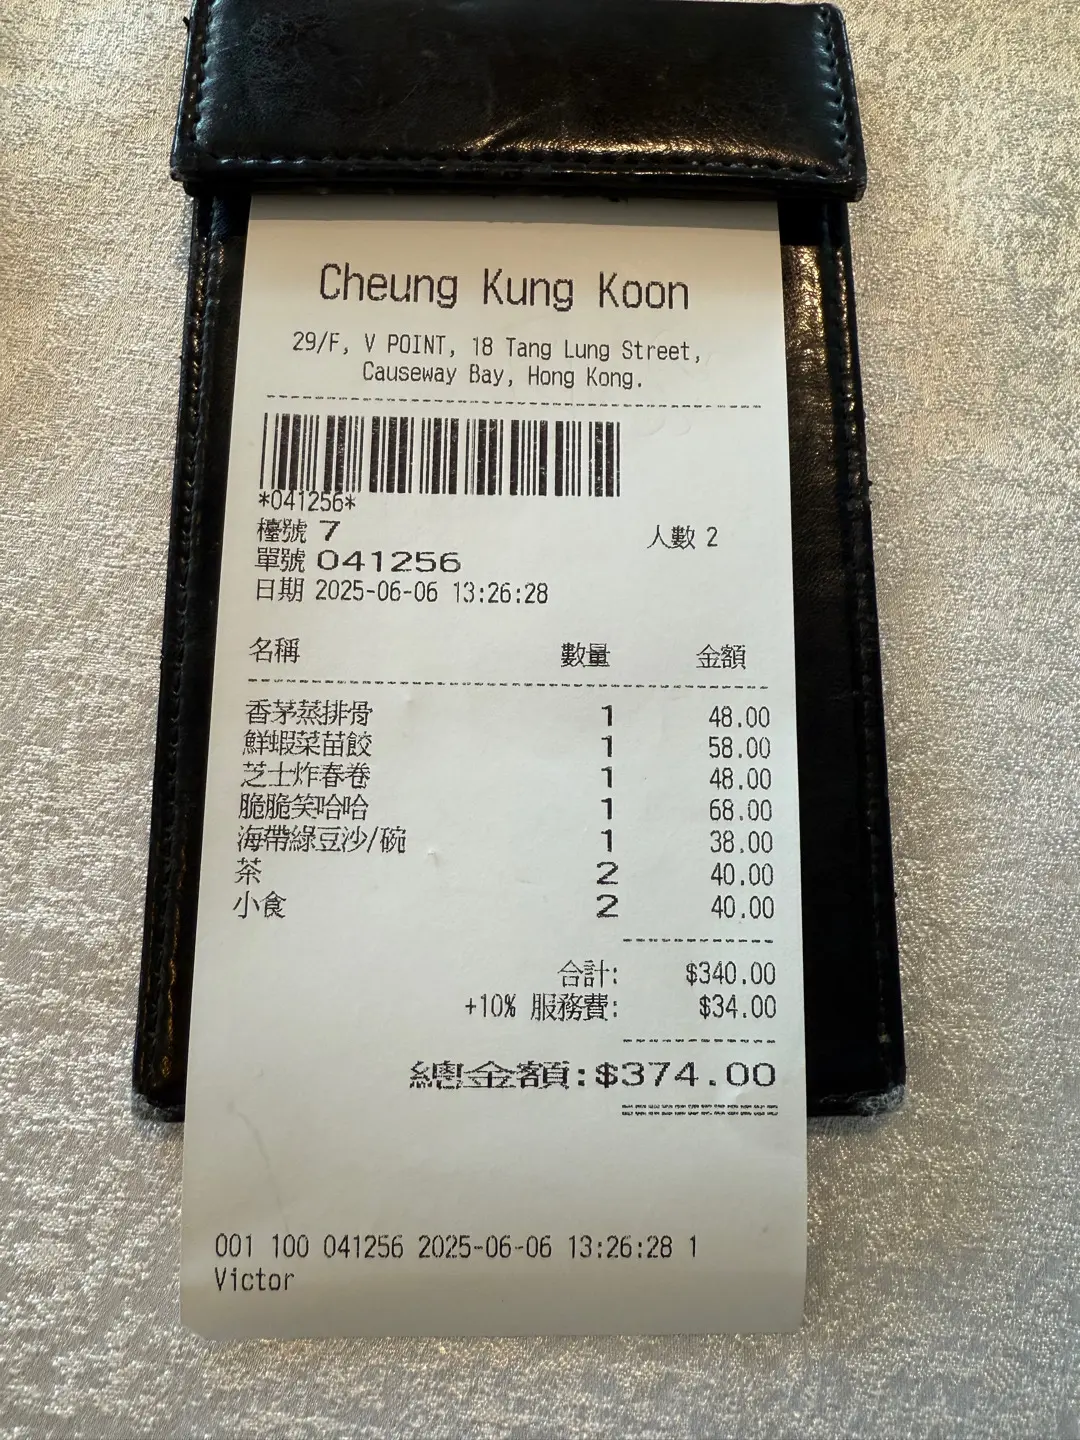 Cheung Kung Koon
29/F, V POINT, 18 Tang Lung Street,
Causeway Bay, Hong Kong.
*041256*
檯號 7 人數 2
單號 041256
日期 2025-06-06 13:26:28
名稱 數量 金額
香茅蒸排骨 1 48.00
鮮蝦菜苗餃 1 58.00
芝士炸春卷 1 48.00
脆脆笑哈哈 1 68.00
海帶綠豆沙/碗 1 38.00
茶 2 40.00
小食 2 40.00
合計: $340.00
+10% 服務費: $34.00
總金額:$374.00
001 100 041256 2025-06-06 13:26:28 1
Victor